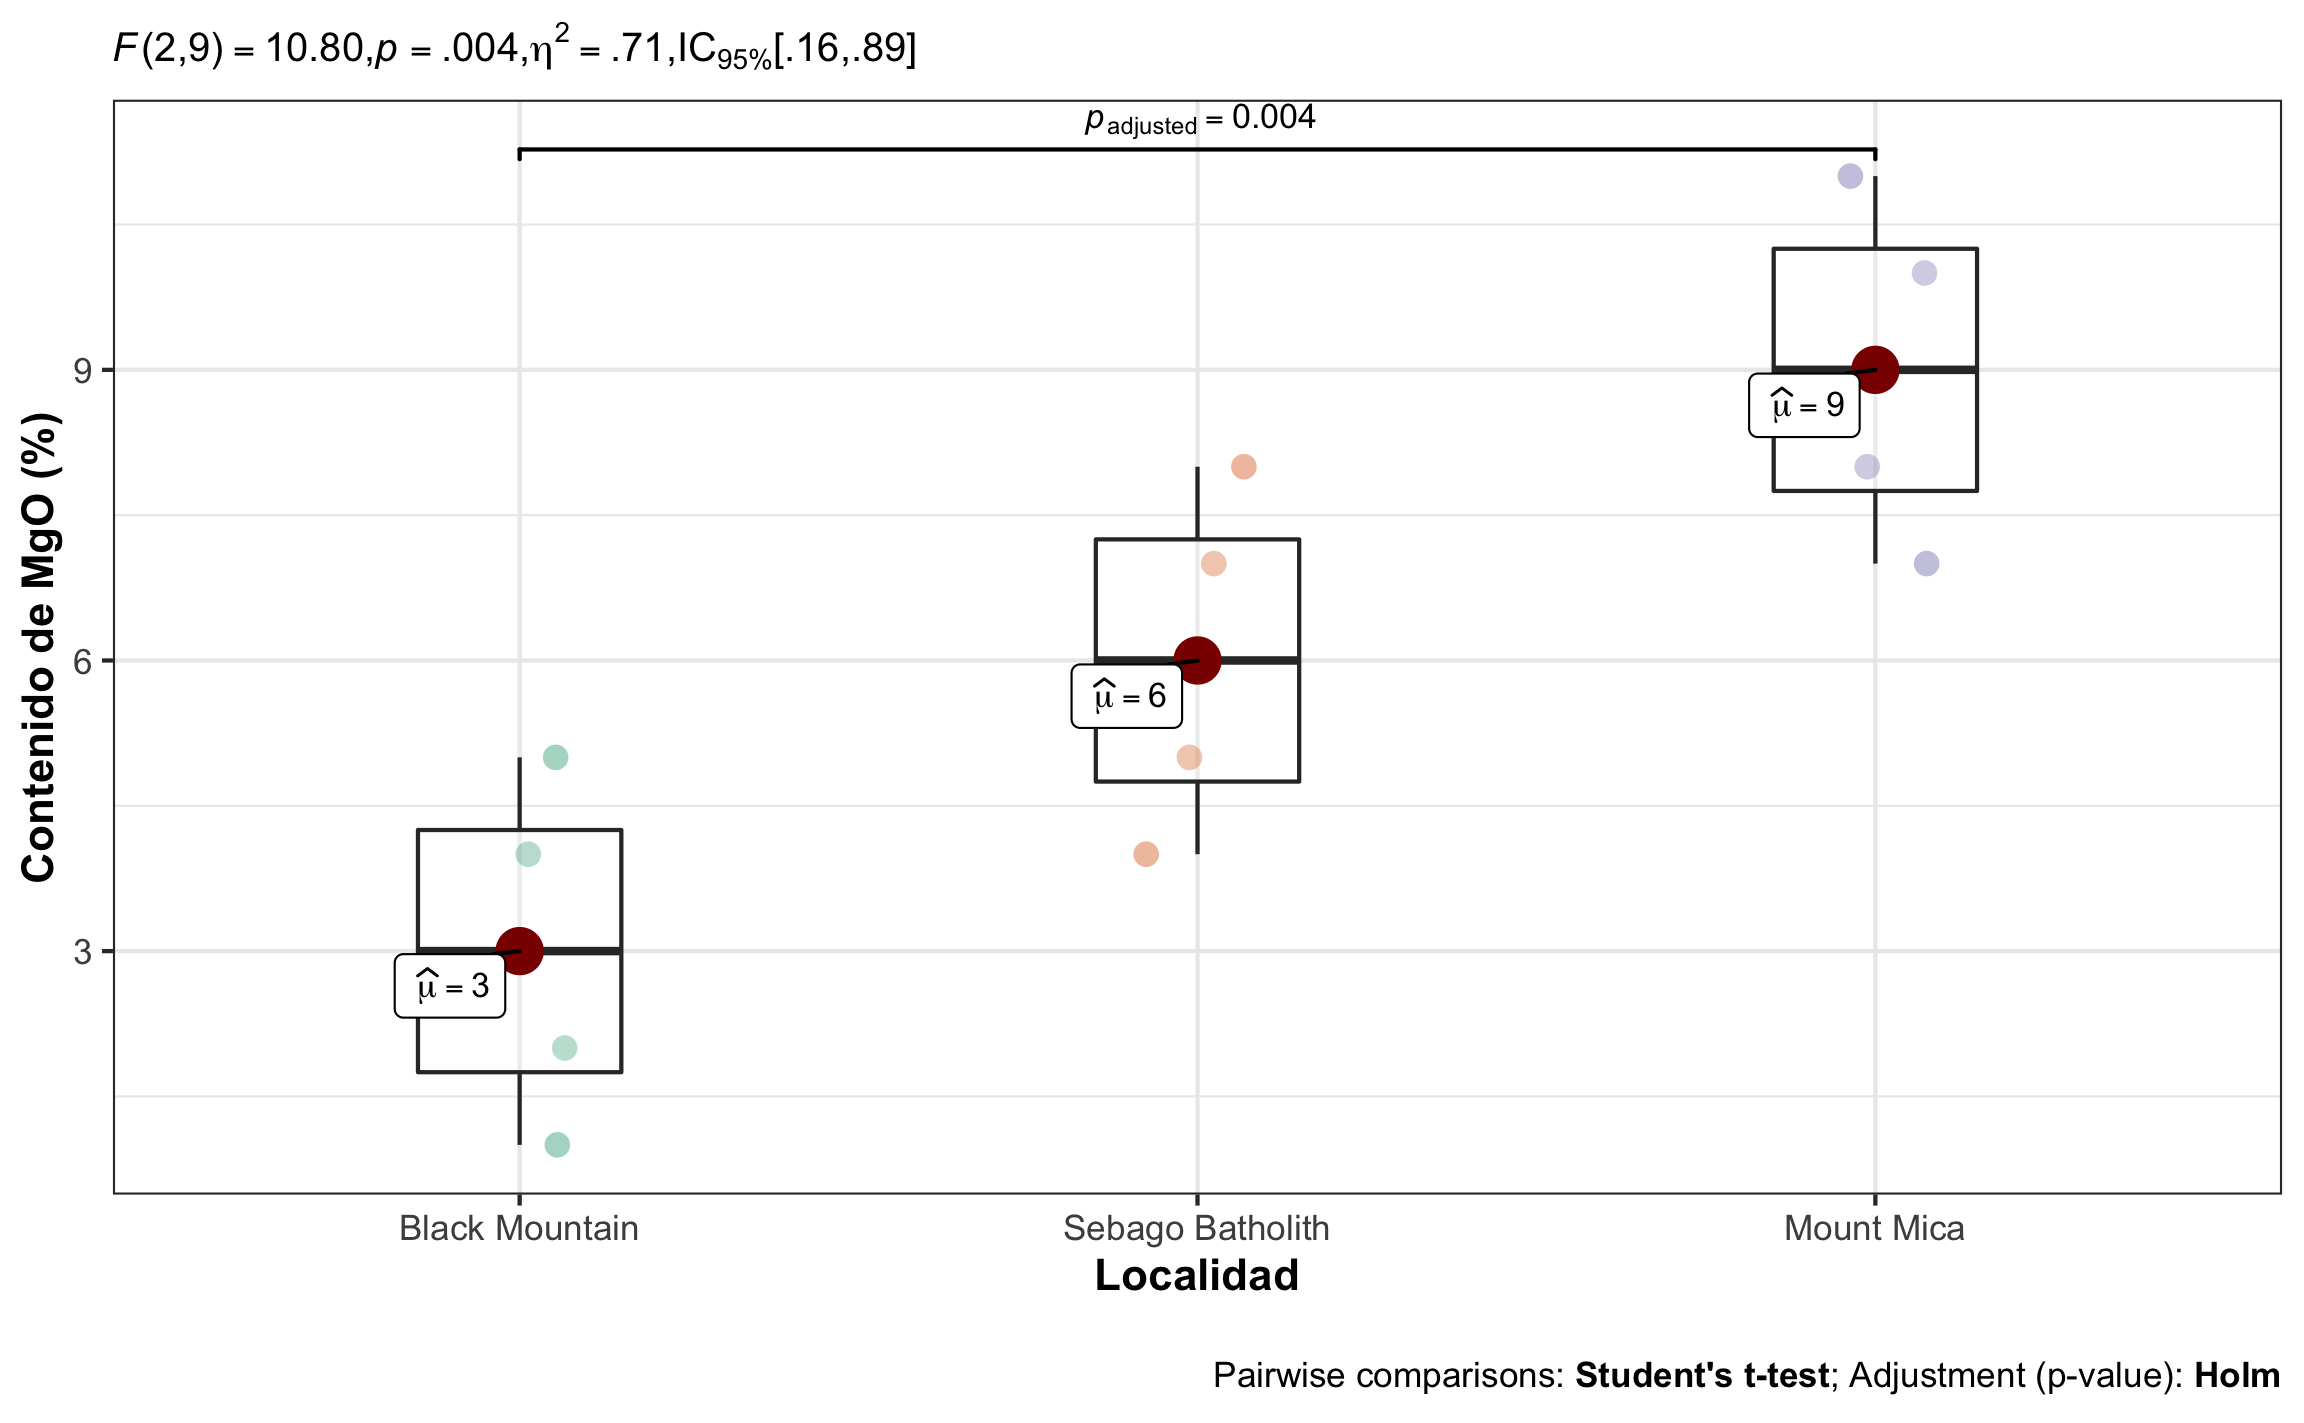 F(2,9) = 10.80,p = .004,η² = .71,IC95%[.16,.89]
p adjusted = 0.004
Contenido de MgO (%)
9
6
3
μ̂ = 9
μ̂ = 6
μ̂ = 3
Black Mountain Sebago Batholith Mount Mica
Localidad
Pairwise comparisons: Student's t-test; Adjustment (p-value): Holm